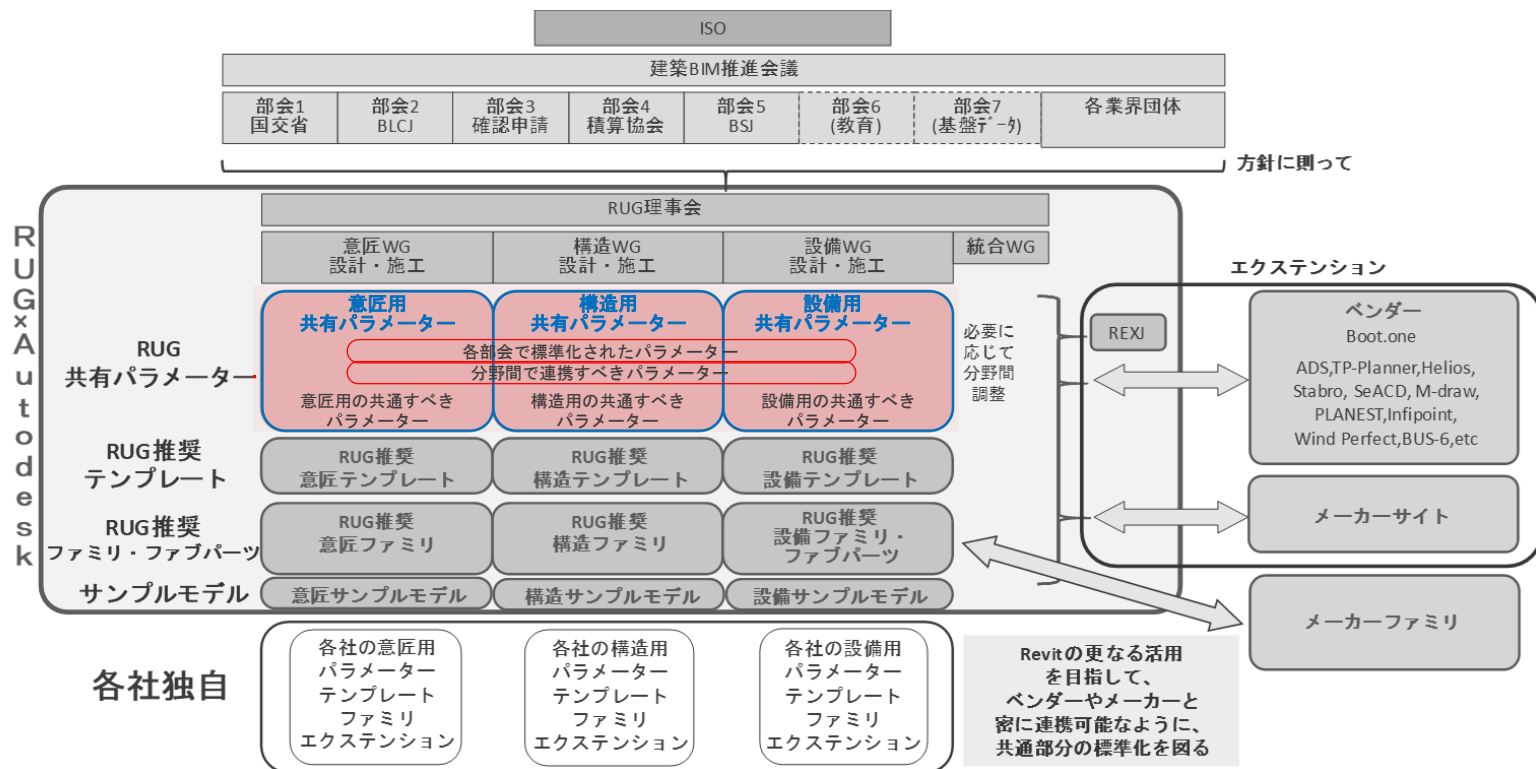 ISO
建築BIM推進会議
部会1
国交省
部会2
BLCJ
部会3
確認申請
部会4
積算協会
部会5
BSJ
部会6
(教育)
部会7
(基盤ﾃﾞｰﾀ)
各業界団体
方針に則って
RUG×Autodesk
RUG理事会
意匠WG
設計・施工
構造WG
設計・施工
設備WG
設計・施工
統合WG
RUG
共有パラメーター
意匠用
共有パラメーター
構造用
共有パラメーター
設備用
共有パラメーター
各部会で標準化されたパラメーター
分野間で連携すべきパラメーター
意匠用の共通すべき
パラメーター
構造用の共通すべき
パラメーター
設備用の共通すべき
パラメーター
必要に
応じて
分野間
調整
RUG推奨
テンプレート
RUG推奨
意匠テンプレート
RUG推奨
構造テンプレート
RUG推奨
設備テンプレート
RUG推奨
ファミリ・ファブパーツ
RUG推奨
意匠ファミリ
RUG推奨
構造ファミリ
RUG推奨
設備ファミリ・
ファブパーツ
サンプルモデル
意匠サンプルモデル
構造サンプルモデル
設備サンプルモデル
エクステンション
REXJ
ベンダー
Boot.one
ADS,TP-Planner,Helios,
Stabro, SeACD, M-draw,
PLANEST,Infipoint,
Wind Perfect,BUS-6,etc
メーカーサイト
メーカーファミリ
各社独自
各社の意匠用
パラメーター
テンプレート
ファミリ
エクステンション
各社の構造用
パラメーター
テンプレート
ファミリ
エクステンション
各社の設備用
パラメーター
テンプレート
ファミリ
エクステンション
Revitの更なる活用
を目指して、
ベンダーやメーカーと
密に連携可能なように、
共通部分の標準化を図る